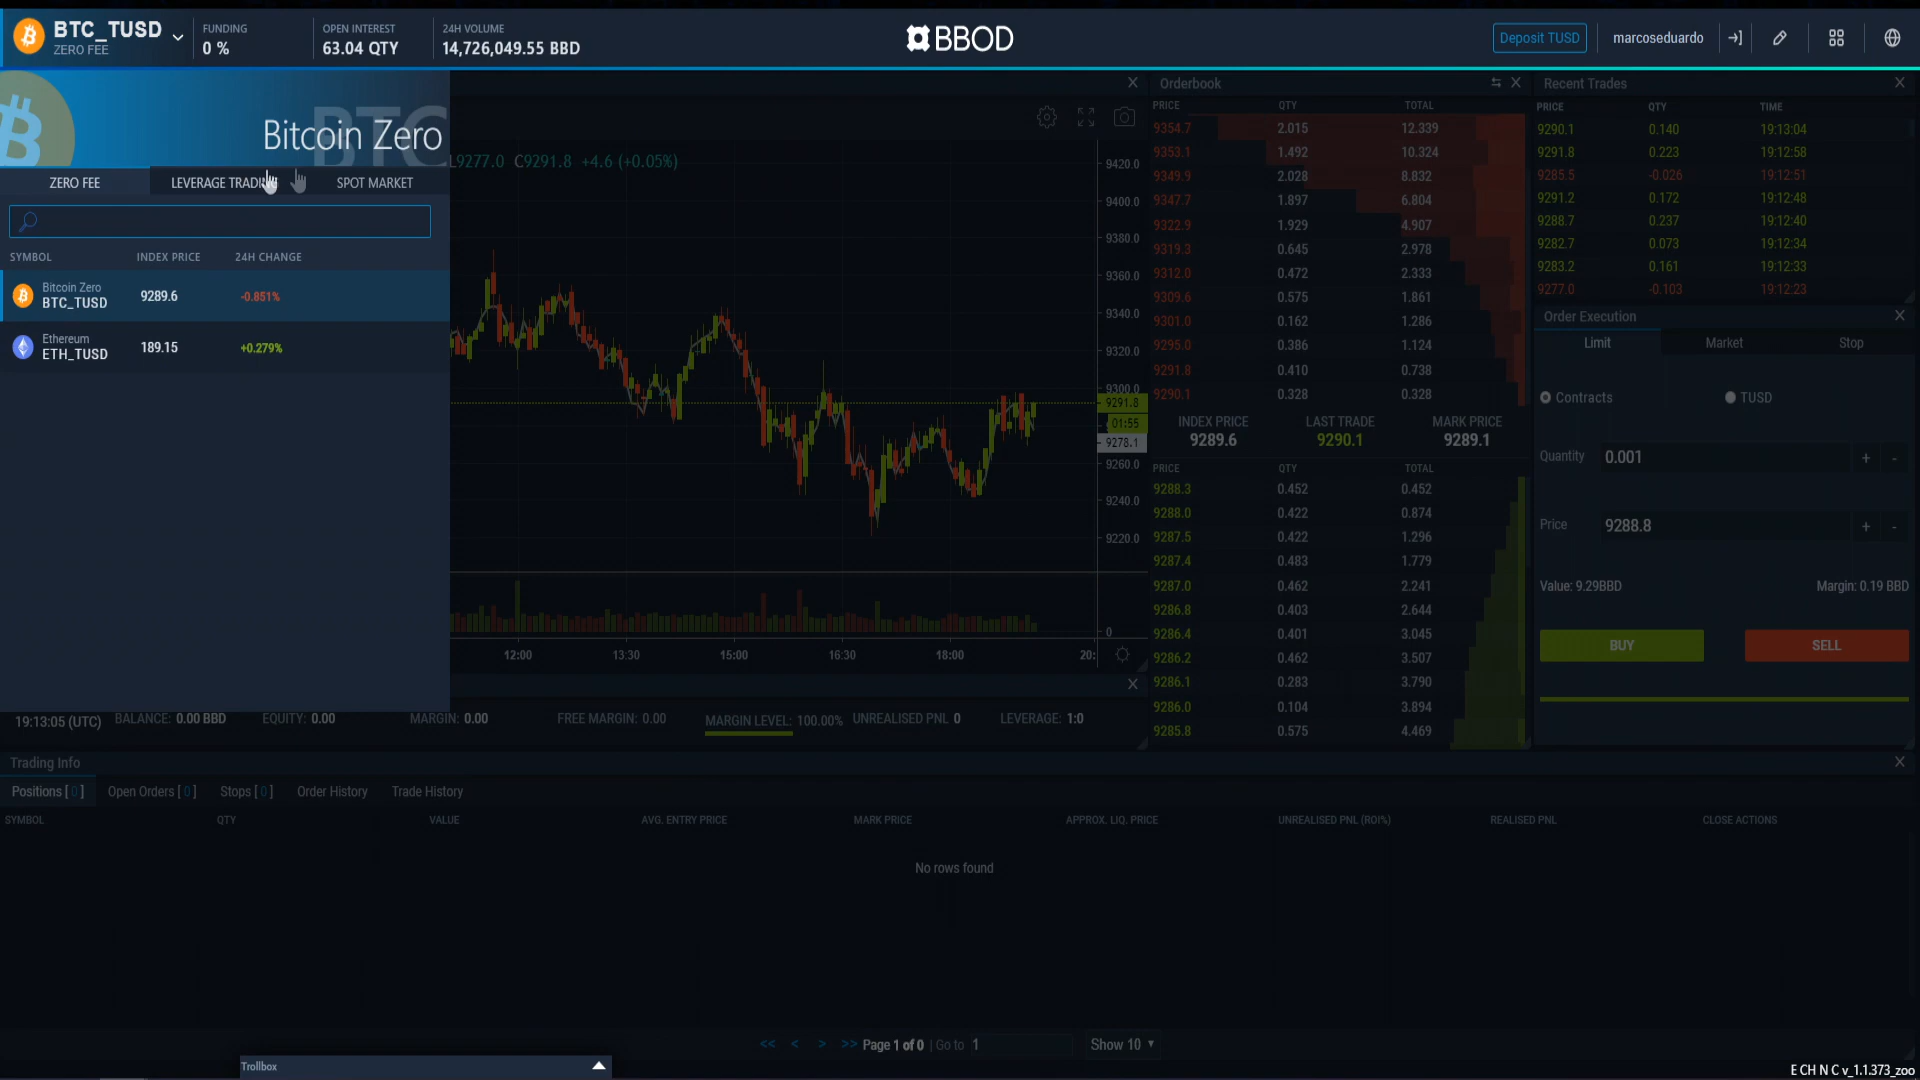 BTC_TUSD
ZERO FEE
FUNDING
0 %
OPEN INTEREST
63.04 QTY
24H VOLUME
14,726,049.55 BBD
BBOD
Deposit TUSD
marcoseduardo
BTC
Bitcoin Zero
ZERO FEE LEVERAGE TRADING SPOT MARKET
SYMBOL INDEX PRICE 24H CHANGE
Bitcoin Zero
BTC_TUSD 9289.6 -0.851%
Ethereum
ETH_TUSD 189.15 +0.279%
L9277.0 C9291.8 +4.6 (+0.05%)
9420.0
9400.0
9380.0
9360.0
9340.0
9320.0
9300.0
9291.8
01:55
9278.1
9260.0
9240.0
9220.0
0
12:00 13:30 15:00 16:30 18:00 20:
Orderbook
PRICE QTY TOTAL
9354.7 2.015 12.339
9353.1 1.492 10.324
9349.9 2.028 8.832
9347.7 1.897 6.804
9322.9 1.929 4.907
9319.3 0.645 2.978
9312.0 0.472 2.333
9309.6 0.575 1.861
9301.0 0.162 1.286
9295.0 0.386 1.124
9291.8 0.410 0.738
9290.1 0.328 0.328
INDEX PRICE LAST TRADE MARK PRICE
9289.6 9290.1 9289.1
PRICE QTY TOTAL
9288.3 0.452 0.452
9288.0 0.422 0.874
9287.5 0.422 1.296
9287.4 0.483 1.779
9287.0 0.462 2.241
9286.8 0.403 2.644
9286.4 0.401 3.045
9286.2 0.462 3.507
9286.1 0.283 3.790
9286.0 0.104 3.894
9285.8 0.575 4.469
Recent Trades
PRICE QTY TIME
9290.1 0.140 19:13:04
9291.8 0.223 19:12:58
9285.5 -0.026 19:12:51
9291.2 0.172 19:12:48
9288.7 0.237 19:12:40
9282.7 0.073 19:12:34
9283.2 0.161 19:12:33
9277.0 -0.103 19:12:23
Order Execution
Limit Market Stop
Contracts TUSD
Quantity 0.001 + -
Price 9288.8 + -
Value: 9.29BBD Margin: 0.19 BBD
BUY SELL
19:13:05 (UTC) BALANCE: 0.00 BBD EQUITY: 0.00 MARGIN: 0.00 FREE MARGIN: 0.00 MARGIN LEVEL: 100.00% UNREALISED PNL 0 LEVERAGE: 1:0
Trading Info
Positions [ 0 ] Open Orders [ 0 ] Stops [ 0 ] Order History Trade History
SYMBOL QTY VALUE AVG. ENTRY PRICE MARK PRICE APPROX. LIQ. PRICE UNREALISED PNL (ROI%) REALISED PNL CLOSE ACTIONS
No rows found
<< < > >> Page 1 of 0 | Go to 1 Show 10
Trollbox
E CH N C v_1.1.373_zoo